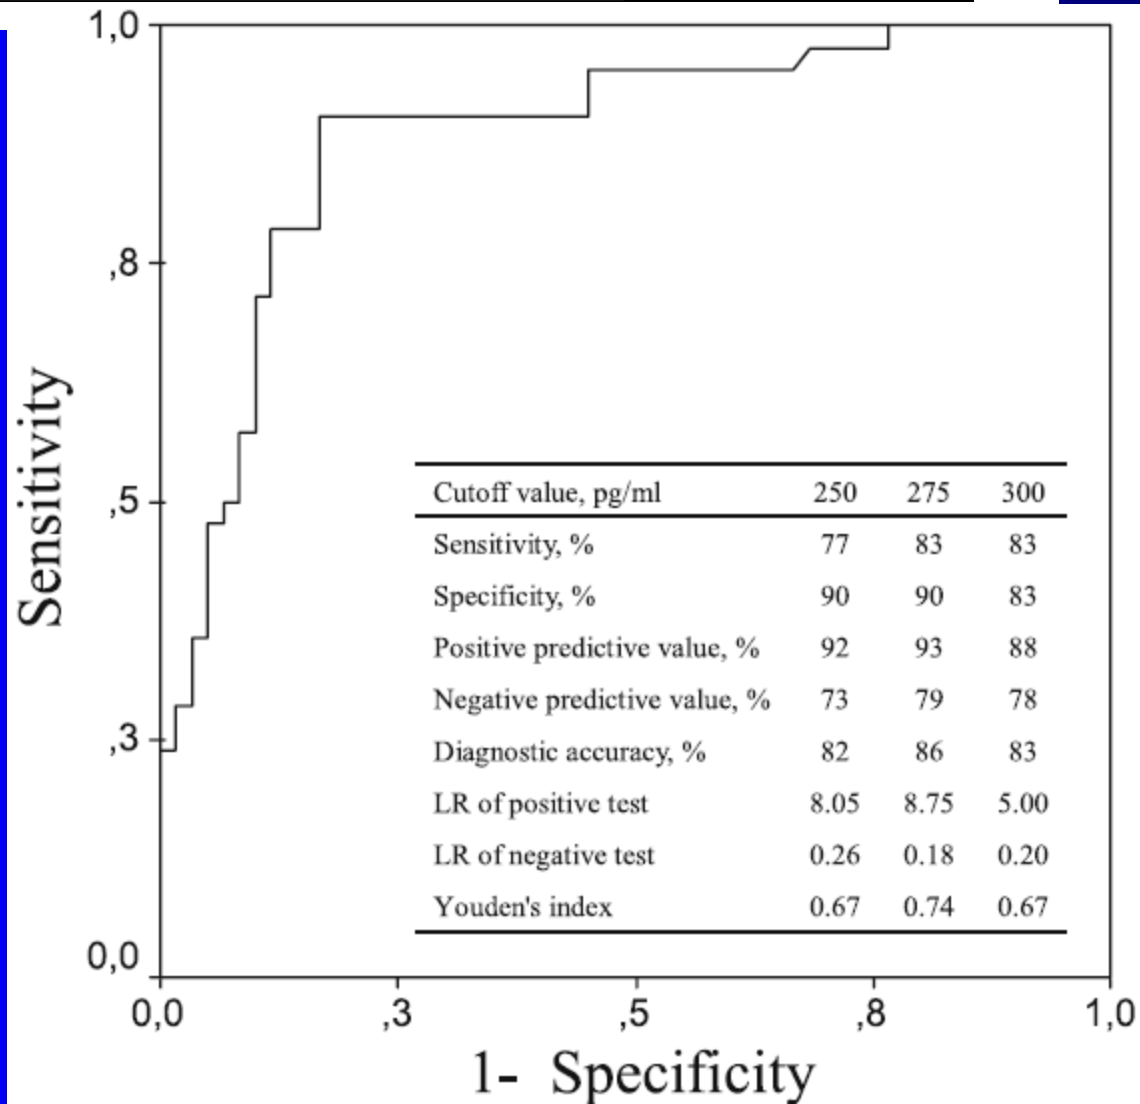 1,0
,8
,5
,3
0,0
Sensitivity
Cutoff value, pg/ml 250 275 300
Sensitivity, % 77 83 83
Specificity, % 90 90 83
Positive predictive value, % 92 93 88
Negative predictive value, % 73 79 78
Diagnostic accuracy, % 82 86 83
LR of positive test 8.05 8.75 5.00
LR of negative test 0.26 0.18 0.20
Youden's index 0.67 0.74 0.67
0,0 ,3 ,5 ,8 1,0
1- Specificity